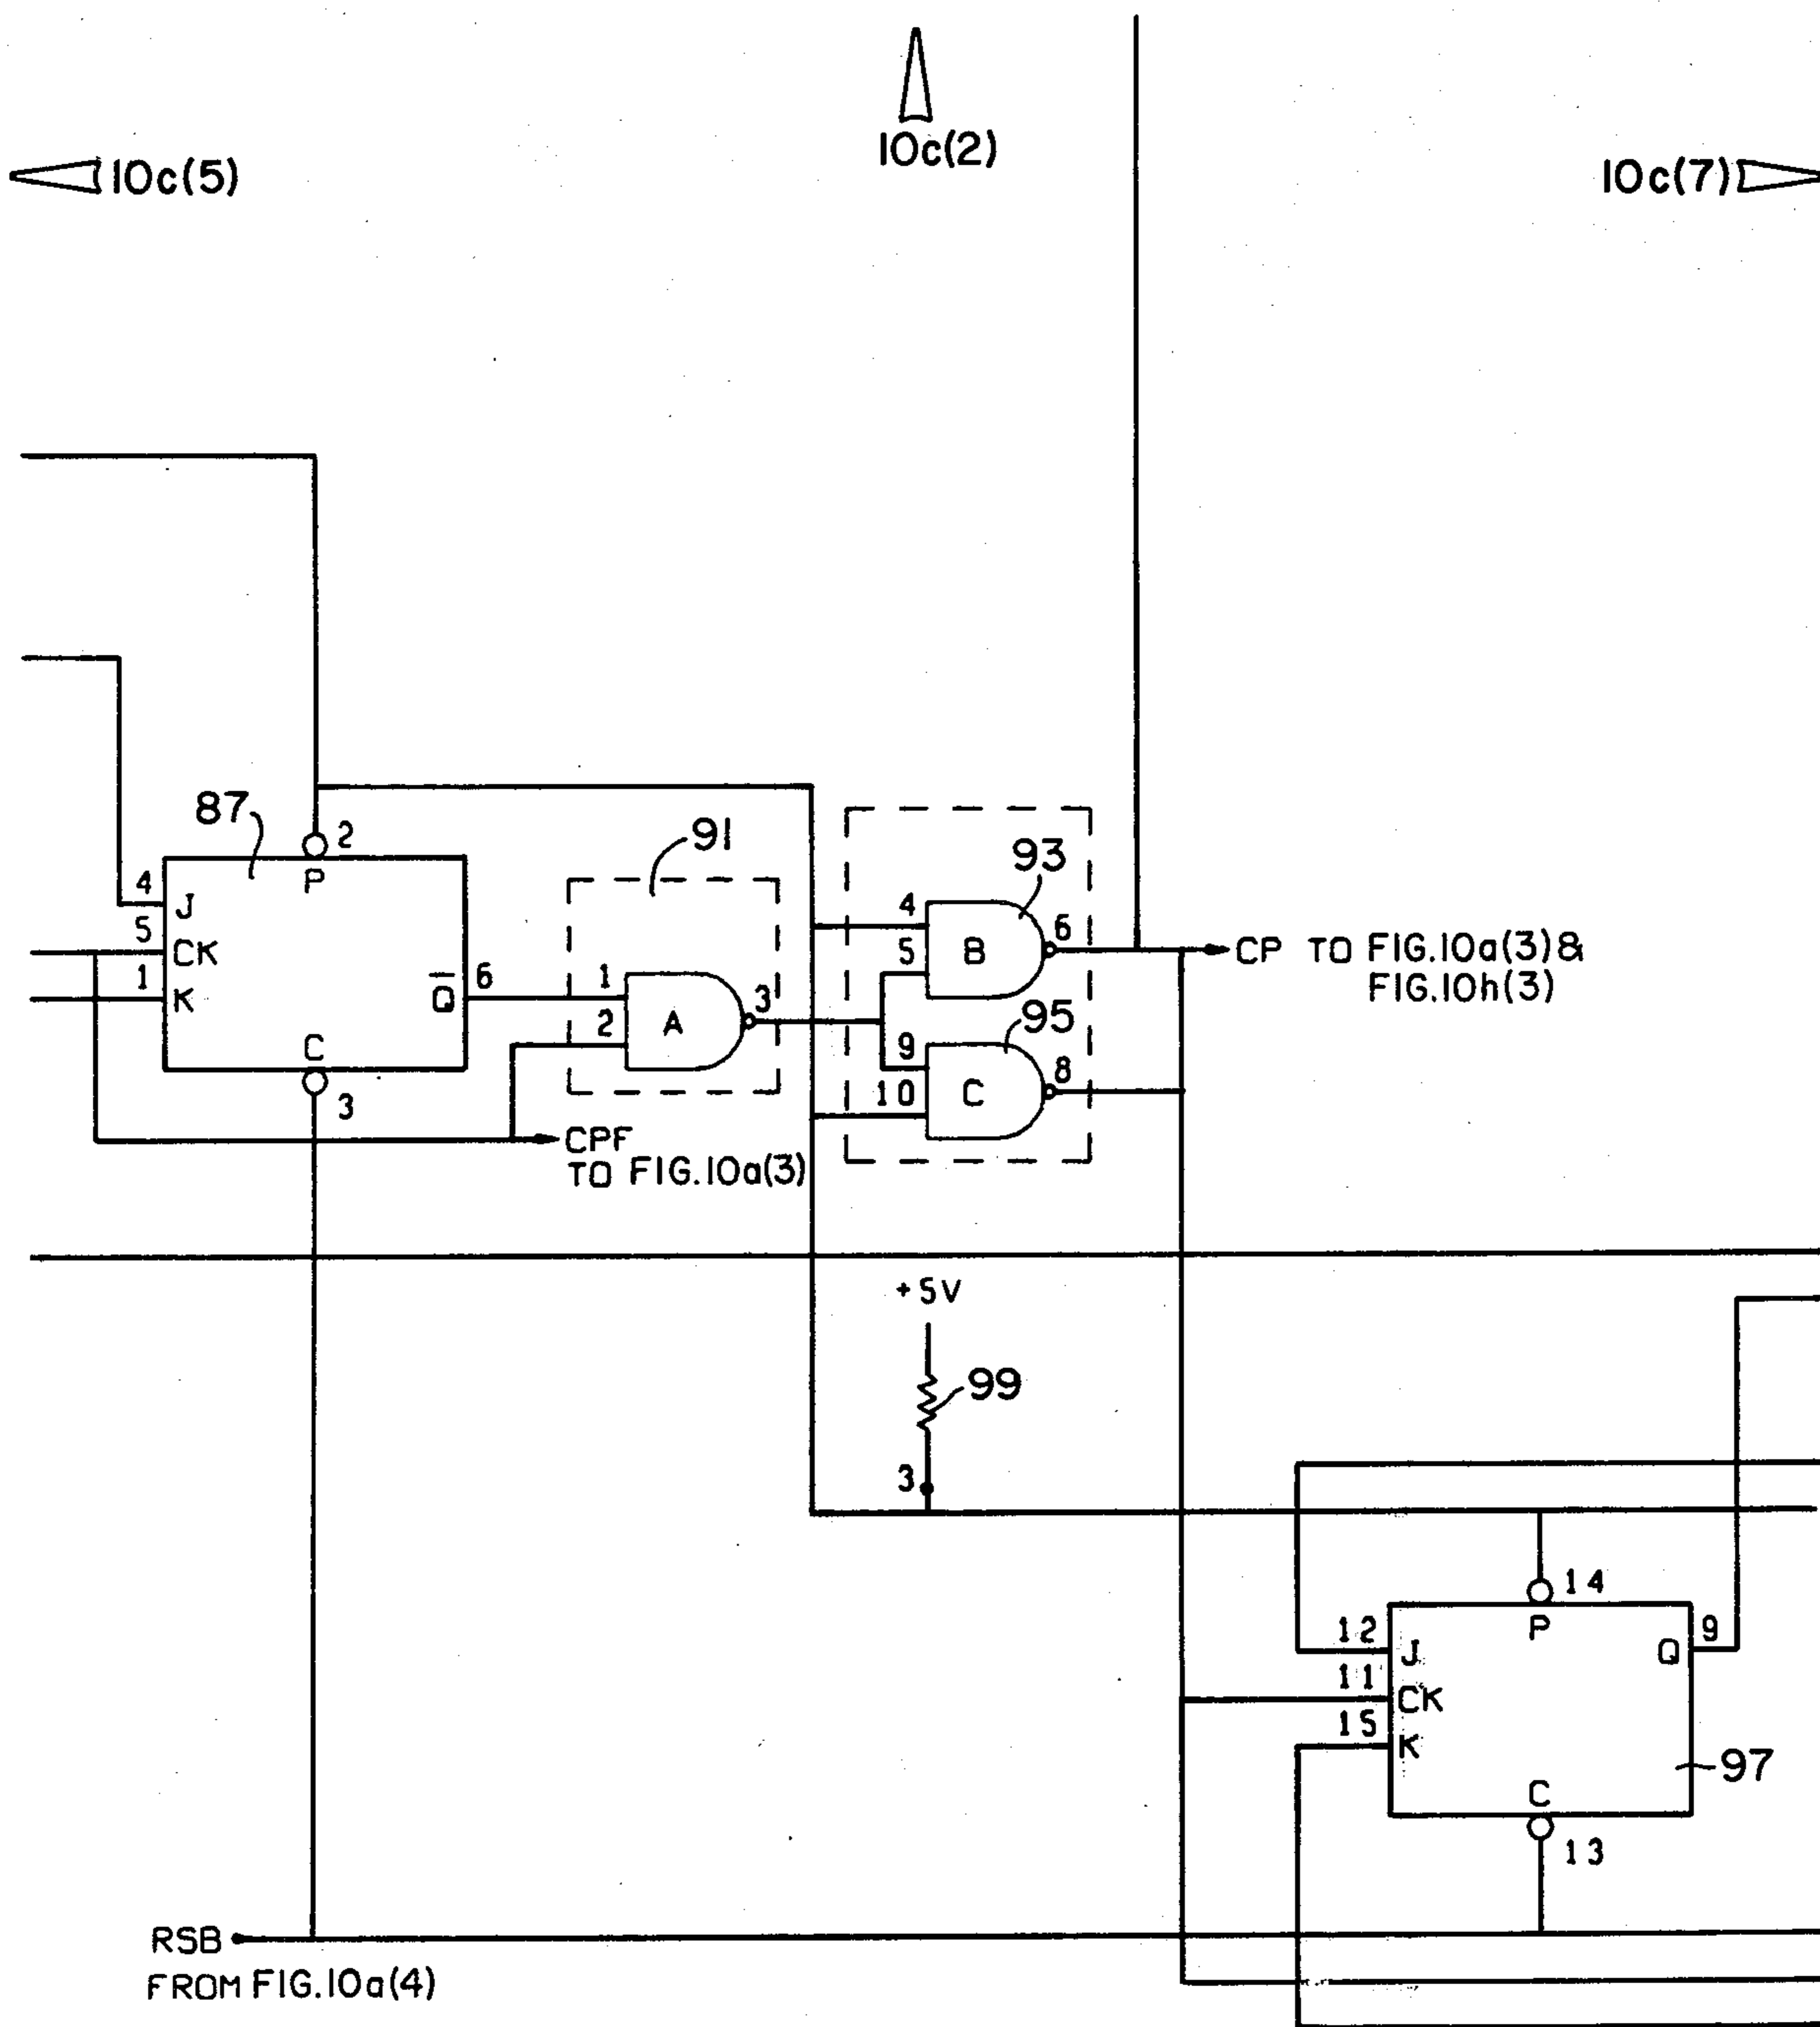 10c(2)
10c(5)
10c(7)
87
2
P
4
J
5
CK
1
K
Q
6
C
3
91
1
2
A
3
93
4
5
B
6
95
9
10
C
8
CP TO FIG.10a(3)&
FIG.10h(3)
CPF
TO FIG.10a(3)
+5V
99
3
14
P
12
J
11
CK
15
K
Q
9
C
13
97
RSB
FROM FIG.10a(4)